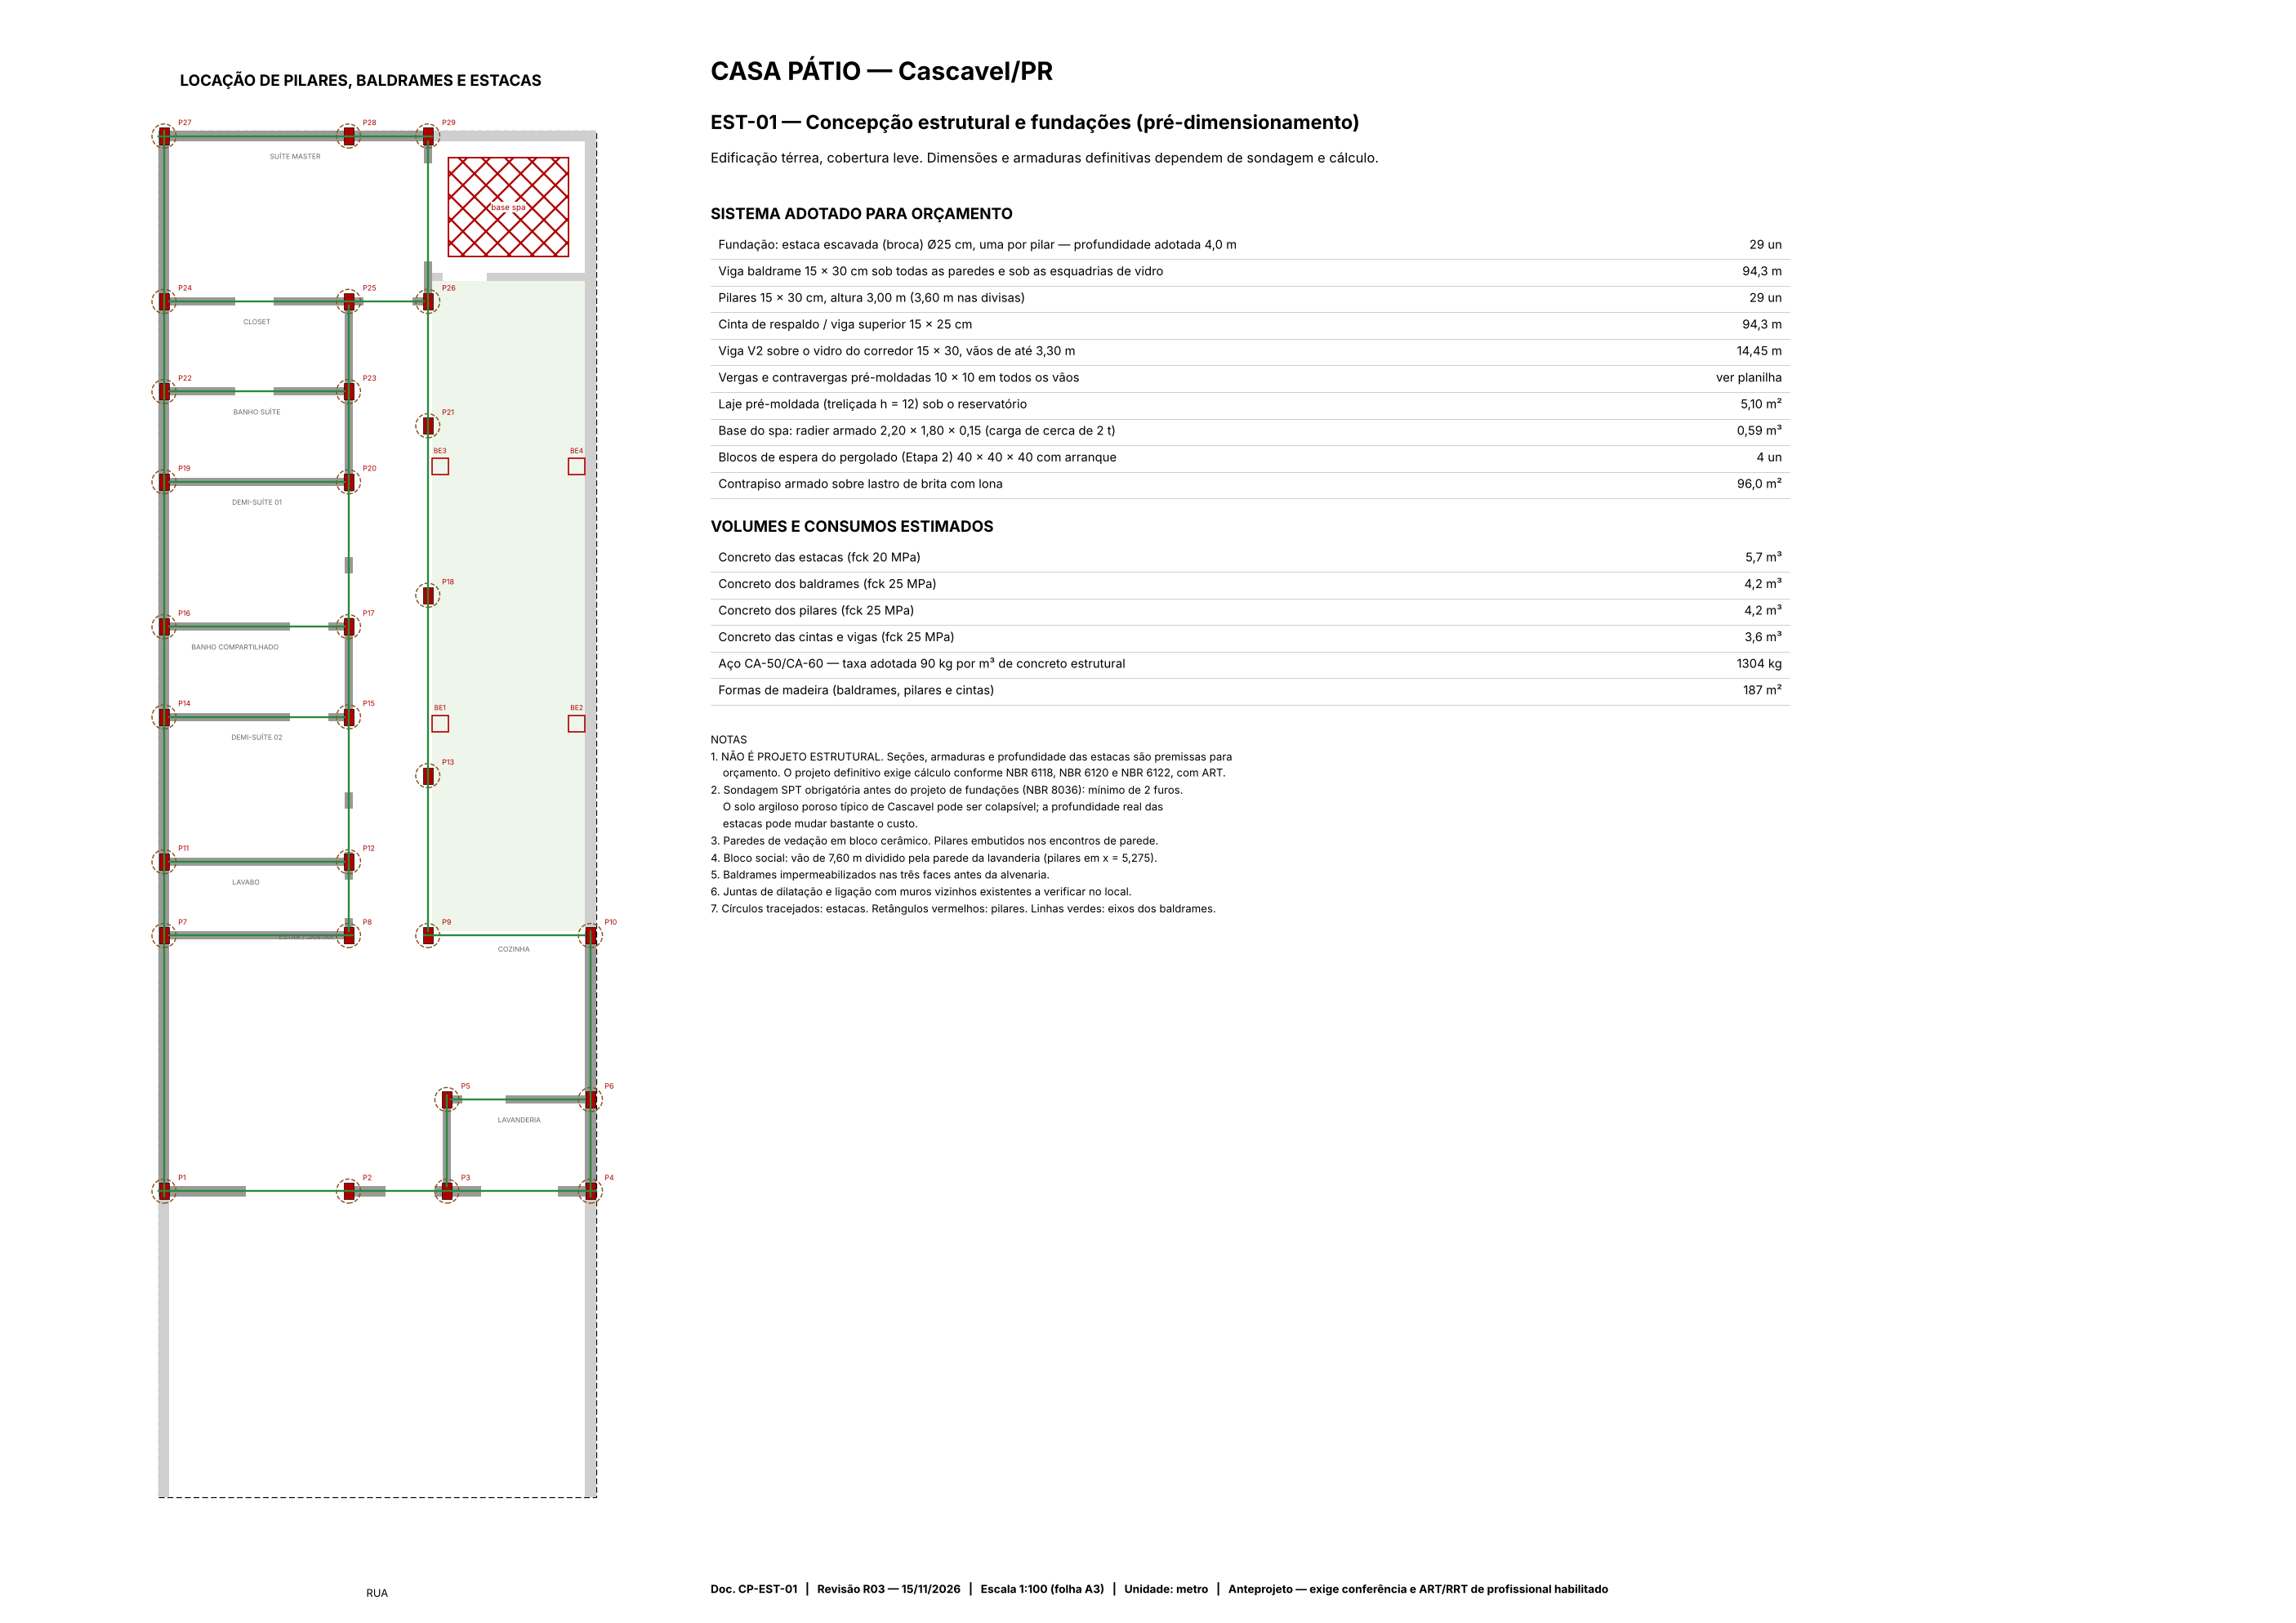 LOCAÇÃO DE PILARES, BALDRAMES E ESTACAS
P27
P28
P29
SUÍTE MASTER
base spa
P24
P25
P26
CLOSET
P22
P23
BANHO SUÍTE
P21
BE3
BE4
P19
P20
DEMI-SUÍTE 01
P18
P16
P17
BANHO COMPARTILHADO
P14
P15
BE1
BE2
DEMI-SUÍTE 02
P13
P11
P12
LAVABO
P7
P8
P9
P10
COZINHA
P5
P6
LAVANDERIA
P1
P2
P3
P4
RUA
CASA PÁTIO — Cascavel/PR
EST-01 — Concepção estrutural e fundações (pré-dimensionamento)
Edificação térrea, cobertura leve. Dimensões e armaduras definitivas dependem de sondagem e cálculo.
SISTEMA ADOTADO PARA ORÇAMENTO
Fundação: estaca escavada (broca) Ø25 cm, uma por pilar — profundidade adotada 4,0 m 29 un
Viga baldrame 15 × 30 cm sob todas as paredes e sob as esquadrias de vidro 94,3 m
Pilares 15 × 30 cm, altura 3,00 m (3,60 m nas divisas) 29 un
Cinta de respaldo / viga superior 15 × 25 cm 94,3 m
Viga V2 sobre o vidro do corredor 15 × 30, vãos de até 3,30 m 14,45 m
Vergas e contravergas pré-moldadas 10 × 10 em todos os vãos ver planilha
Laje pré-moldada (treliçada h = 12) sob o reservatório 5,10 m²
Base do spa: radier armado 2,20 × 1,80 × 0,15 (carga de cerca de 2 t) 0,59 m³
Blocos de espera do pergolado (Etapa 2) 40 × 40 × 40 com arranque 4 un
Contrapiso armado sobre lastro de brita com lona 96,0 m²
VOLUMES E CONSUMOS ESTIMADOS
Concreto das estacas (fck 20 MPa) 5,7 m³
Concreto dos baldrames (fck 25 MPa) 4,2 m³
Concreto dos pilares (fck 25 MPa) 4,2 m³
Concreto das cintas e vigas (fck 25 MPa) 3,6 m³
Aço CA-50/CA-60 — taxa adotada 90 kg por m³ de concreto estrutural 1304 kg
Formas de madeira (baldrames, pilares e cintas) 187 m²
NOTAS
1. NÃO É PROJETO ESTRUTURAL. Seções, armaduras e profundidade das estacas são premissas para
orçamento. O projeto definitivo exige cálculo conforme NBR 6118, NBR 6120 e NBR 6122, com ART.
2. Sondagem SPT obrigatória antes do projeto de fundações (NBR 8036): mínimo de 2 furos.
O solo argiloso poroso típico de Cascavel pode ser colapsível; a profundidade real das
estacas pode mudar bastante o custo.
3. Paredes de vedação em bloco cerâmico. Pilares embutidos nos encontros de parede.
4. Bloco social: vão de 7,60 m dividido pela parede da lavanderia (pilares em x = 5,275).
5. Baldrames impermeabilizados nas três faces antes da alvenaria.
6. Juntas de dilatação e ligação com muros vizinhos existentes a verificar no local.
7. Círculos tracejados: estacas. Retângulos vermelhos: pilares. Linhas verdes: eixos dos baldrames.
Doc. CP-EST-01 | Revisão R03 — 15/11/2026 | Escala 1:100 (folha A3) | Unidade: metro | Anteprojeto — exige conferência e ART/RRT de profissional habilitado